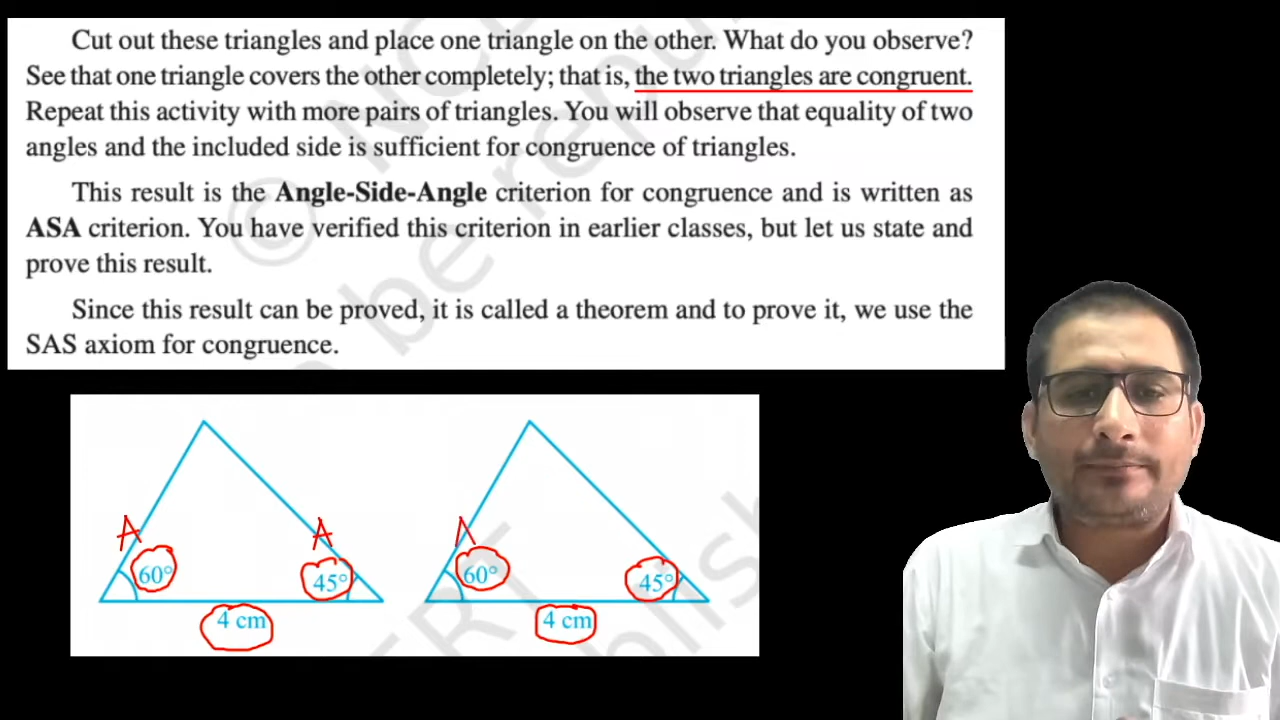 Cut out these triangles and place one triangle on the other. What do you observe?
See that one triangle covers the other completely; that is, the two triangles are congruent.
Repeat this activity with more pairs of triangles. You will observe that equality of two
angles and the included side is sufficient for congruence of triangles.
This result is the Angle-Side-Angle criterion for congruence and is written as
ASA criterion. You have verified this criterion in earlier classes, but let us state and
prove this result.
Since this result can be proved, it is called a theorem and to prove it, we use the
SAS axiom for congruence.
A A A
60° 45° 60° 45°
4 cm 4 cm